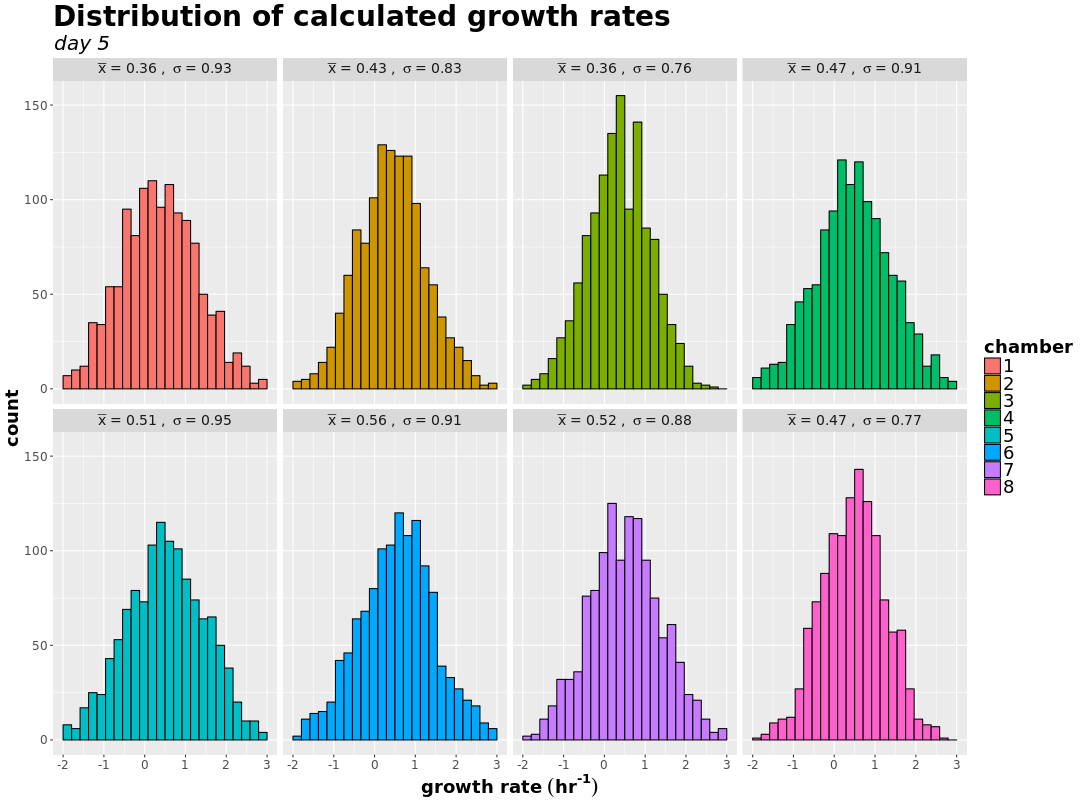 Distribution of calculated growth rates
day 5
x̅ = 0.36 , σ = 0.93
x̅ = 0.43 , σ = 0.83
x̅ = 0.36 , σ = 0.76
x̅ = 0.47 , σ = 0.91
150
100
50
0
x̅ = 0.51 , σ = 0.95
x̅ = 0.56 , σ = 0.91
x̅ = 0.52 , σ = 0.88
x̅ = 0.47 , σ = 0.77
150
100
50
0
-2 -1 0 1 2 3
-2 -1 0 1 2 3
-2 -1 0 1 2 3
-2 -1 0 1 2 3
count
growth rate (hr⁻¹)
chamber
1
2
3
4
5
6
7
8